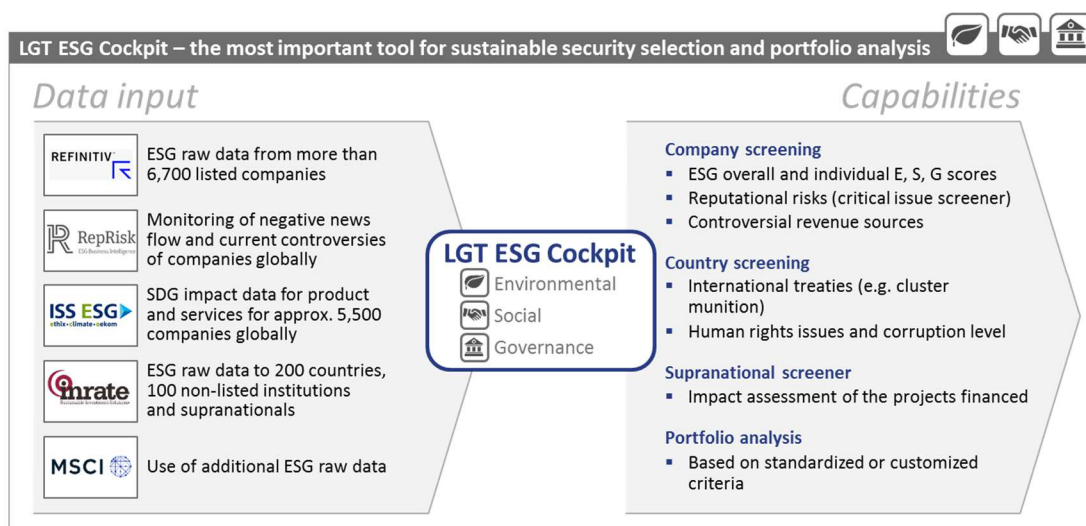 LGT ESG Cockpit – the most important tool for sustainable security selection and portfolio analysis
Data input
REFINITIV
ESG raw data from more than
6,700 listed companies
RepRisk
ESG Business Intelligence
Monitoring of negative news
flow and current controversies
of companies globally
ISS ESG
ethix•climate•oekom
SDG impact data for product
and services for approx. 5,500
companies globally
inrate
ESG raw data to 200 countries,
100 non-listed institutions
and supranationals
MSCI
Use of additional ESG raw data
LGT ESG Cockpit
Environmental
Social
Governance
Capabilities
Company screening
▪ ESG overall and individual E, S, G scores
▪ Reputational risks (critical issue screener)
▪ Controversial revenue sources
Country screening
▪ International treaties (e.g. cluster
munition)
▪ Human rights issues and corruption level
Supranational screener
▪ Impact assessment of the projects financed
Portfolio analysis
▪ Based on standardized or customized
criteria